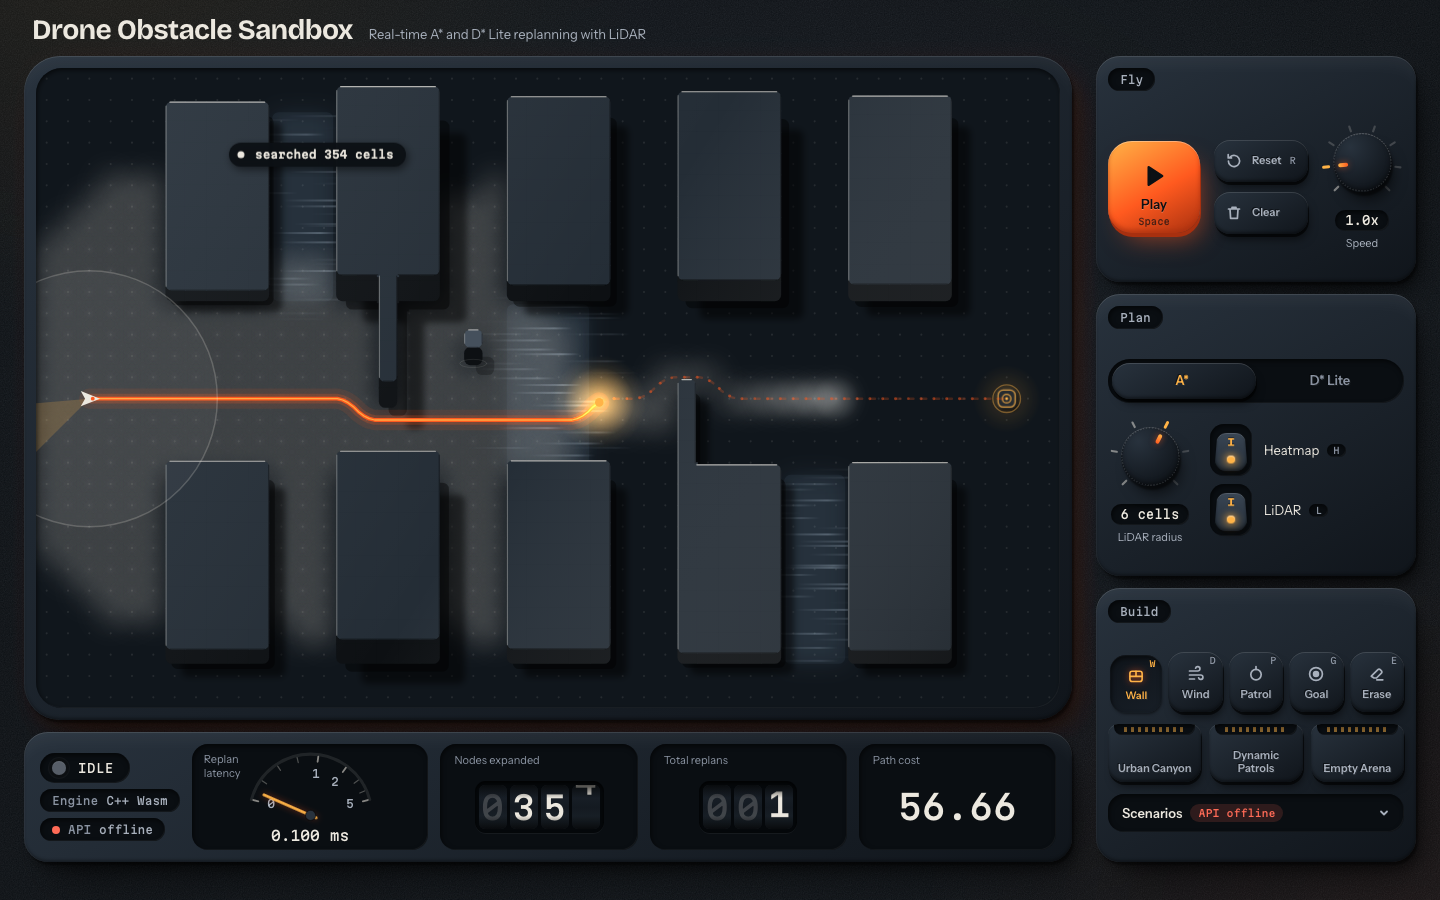 Drone Obstacle Sandbox
Real-time A* and D* Lite replanning with LiDAR
searched 354 cells
Fly
Play
Space
Reset R
Clear
1.0x
Speed
Plan
A*
D* Lite
6 cells
LiDAR radius
I
Heatmap H
I
LiDAR L
Build
W
Wall
D
Wind
P
Patrol
G
Goal
E
Erase
Urban Canyon
Dynamic
Patrols
Empty Arena
Scenarios API offline
IDLE
Engine C++ Wasm
API offline
Replan
latency
0 1 2 5
0.100 ms
Nodes expanded
035
Total replans
001
Path cost
56.66